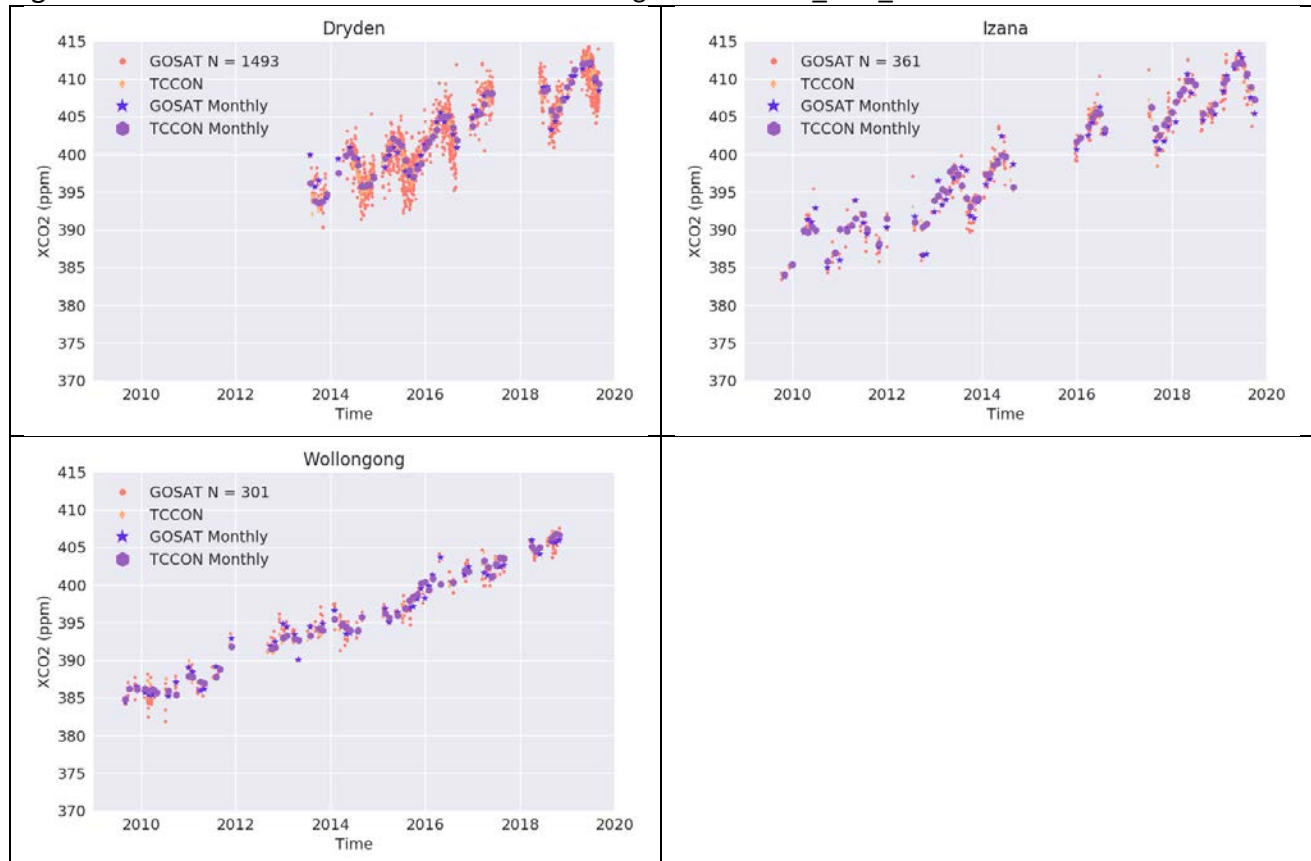 Dryden
415
410
405
400
395
390
385
380
375
370
XCO2 (ppm)
GOSAT N = 1493
TCCON
GOSAT Monthly
TCCON Monthly
2010 2012 2014 2016 2018 2020
Time
Izana
415
410
405
400
395
390
385
380
375
370
XCO2 (ppm)
GOSAT N = 361
TCCON
GOSAT Monthly
TCCON Monthly
2010 2012 2014 2016 2018 2020
Time
Wollongong
415
410
405
400
395
390
385
380
375
370
XCO2 (ppm)
GOSAT N = 301
TCCON
GOSAT Monthly
TCCON Monthly
2010 2012 2014 2016 2018 2020
Time